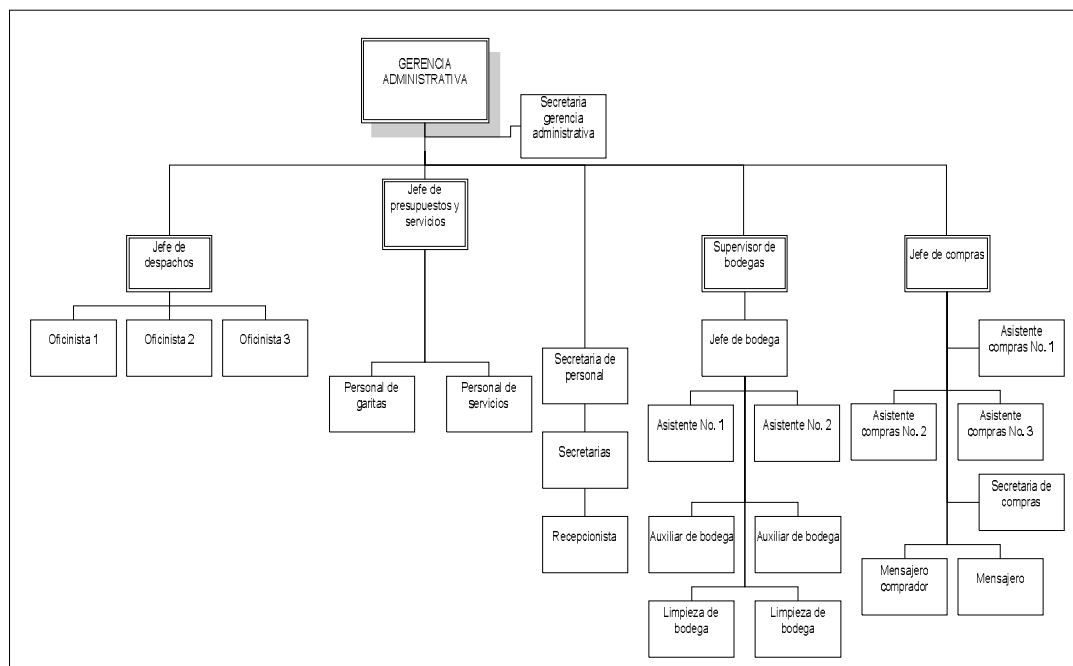 GERENCIA
ADMINISTRATIVA
Secretaria
gerencia
administrativa
Jefe de
presupuestos y
servicios
Jefe de
despachos
Supervisor de
bodegas
Jefe de compras
Oficinista 1
Oficinista 2
Oficinista 3
Personal de
garitas
Personal de
servicios
Secretaria de
personal
Secretarias
Recepcionista
Jefe de bodega
Asistente No. 1
Asistente No. 2
Auxiliar de bodega
Auxiliar de bodega
Limpieza de
bodega
Limpieza de
bodega
Asistente
compras No. 1
Asistente
compras No. 2
Asistente
compras No. 3
Secretaria de
compras
Mensajero
comprador
Mensajero